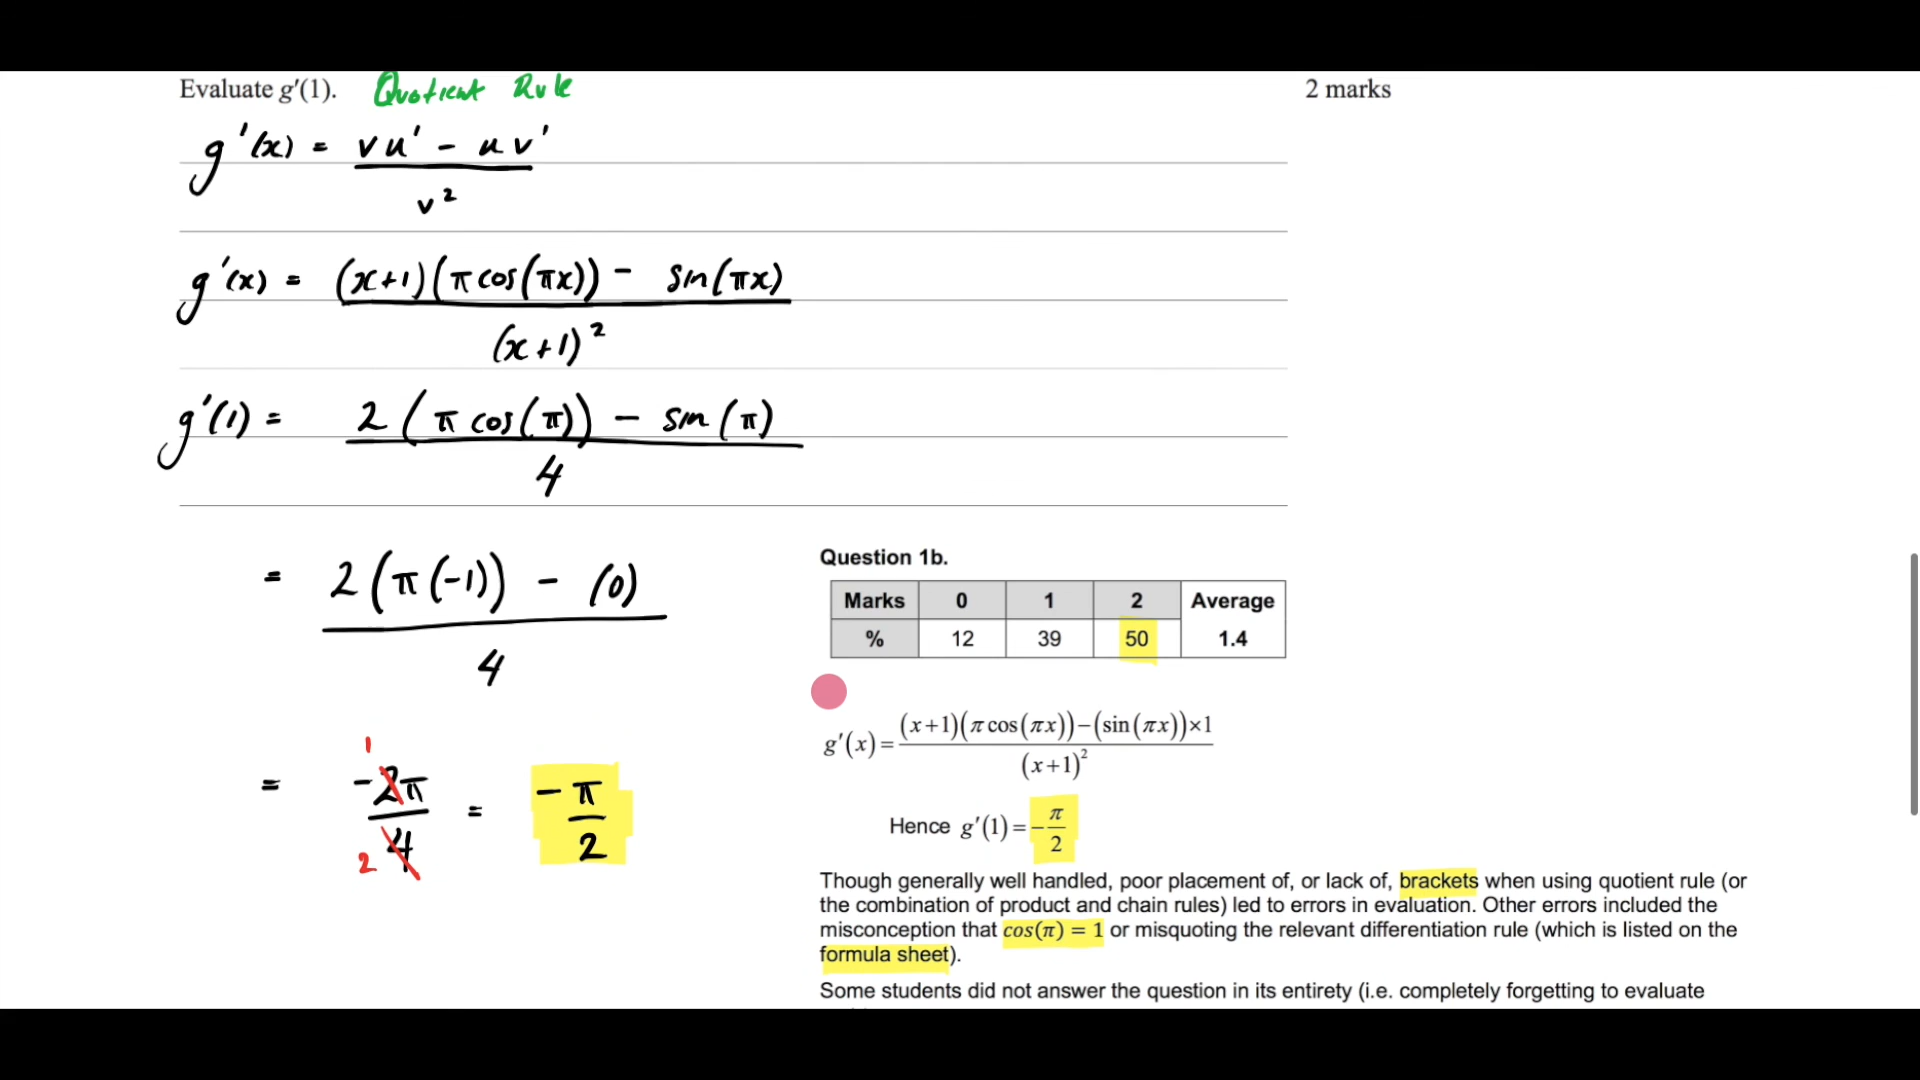 Evaluate g′(1). Quotient Rule 2 marks
g'(x) = (vu' - uv') / v²
g'(x) = ((x+1)(π cos(πx)) - sin(πx)) / (x+1)²
g'(1) = (2(π cos(π)) - sin(π)) / 4
= (2(π(-1)) - (0)) / 4
= -2π/4 = -π/2
1
2
Question 1b.
Marks 0 1 2 Average
% 12 39 50 1.4
g′(x) = ((x+1)(π cos(πx))−(sin(πx))×1) / (x+1)²
Hence g′(1) = −π/2
Though generally well handled, poor placement of, or lack of, brackets when using quotient rule (or
the combination of product and chain rules) led to errors in evaluation. Other errors included the
misconception that cos(π) = 1 or misquoting the relevant differentiation rule (which is listed on the
formula sheet).
Some students did not answer the question in its entirety (i.e. completely forgetting to evaluate